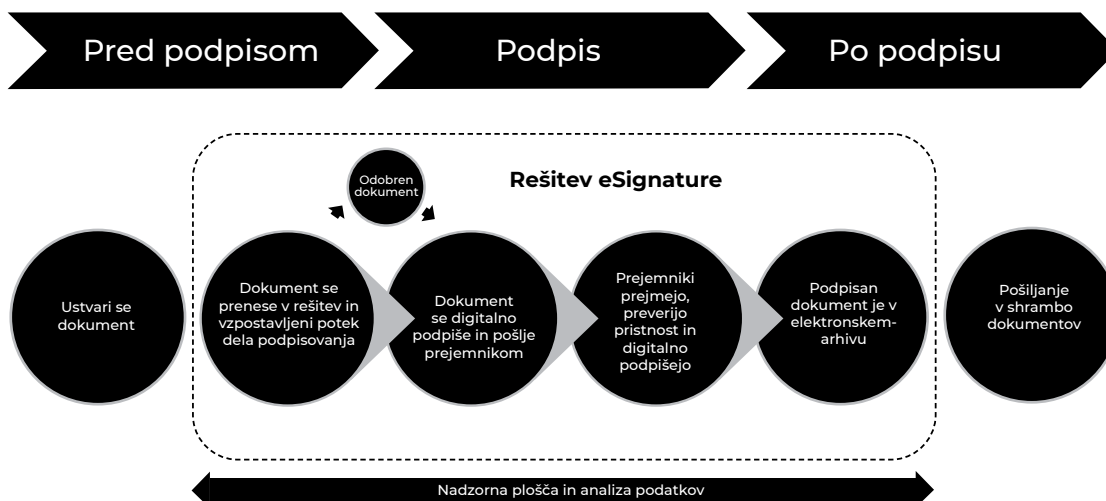 Pred podpisom
Podpis
Po podpisu
Odobren
dokument
Rešitev eSignature
Ustvari se
dokument
Dokument se
prenese v rešitev in
vzpostavljeni potek
dela podpisovanja
Dokument
se digitalno
podpiše in pošlje
prejemnikom
Prejemniki
prejmejo,
preverijo
pristnost in
digitalno
podpišejo
Podpisan
dokument je v
elektronskem-
arhivu
Pošiljanje
v shrambo
dokumentov
Nadzorna plošča in analiza podatkov